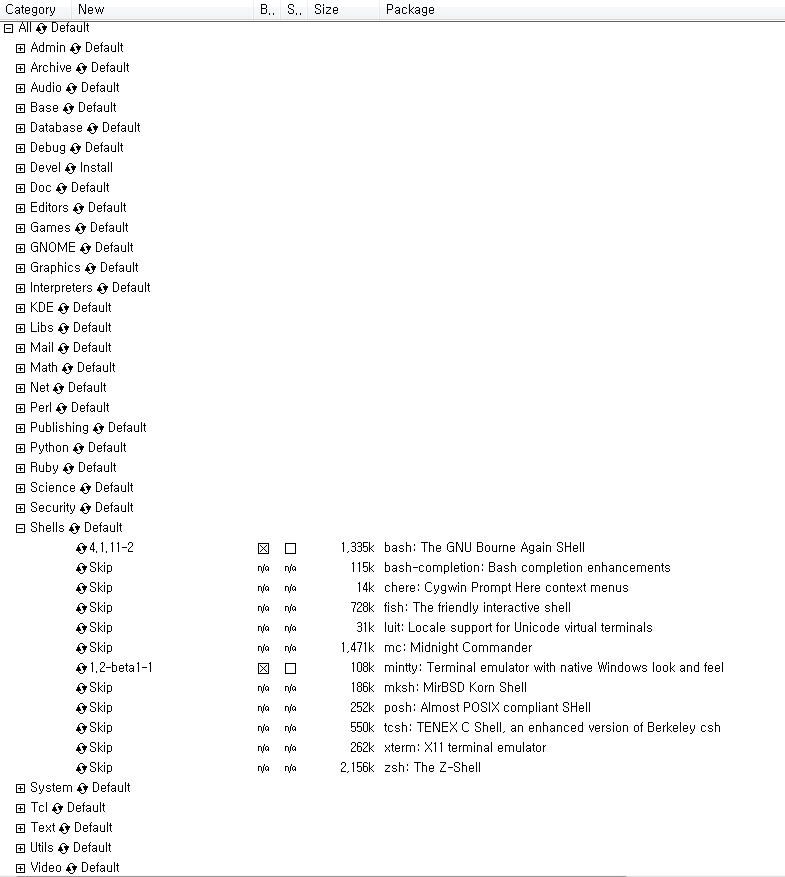 Category New B.. S.. Size Package
All Default
Admin Default
Archive Default
Audio Default
Base Default
Database Default
Debug Default
Devel Install
Doc Default
Editors Default
Games Default
GNOME Default
Graphics Default
Interpreters Default
KDE Default
Libs Default
Mail Default
Math Default
Net Default
Perl Default
Publishing Default
Python Default
Ruby Default
Science Default
Security Default
Shells Default
4.1.11-2 1,335k bash: The GNU Bourne Again SHell
Skip n/a n/a 115k bash-completion: Bash completion enhancements
Skip n/a n/a 14k chere: Cygwin Prompt Here context menus
Skip n/a n/a 728k fish: The friendly interactive shell
Skip n/a n/a 31k luit: Locale support for Unicode virtual terminals
Skip n/a n/a 1,471k mc: Midnight Commander
1.2-beta1-1 108k mintty: Terminal emulator with native Windows look and feel
Skip n/a n/a 186k mksh: MirBSD Korn Shell
Skip n/a n/a 252k posh: Almost POSIX compliant SHell
Skip n/a n/a 550k tcsh: TENEX C Shell, an enhanced version of Berkeley csh
Skip n/a n/a 262k xterm: X11 terminal emulator
Skip n/a n/a 2,156k zsh: The Z-Shell
System Default
Tcl Default
Text Default
Utils Default
Video Default